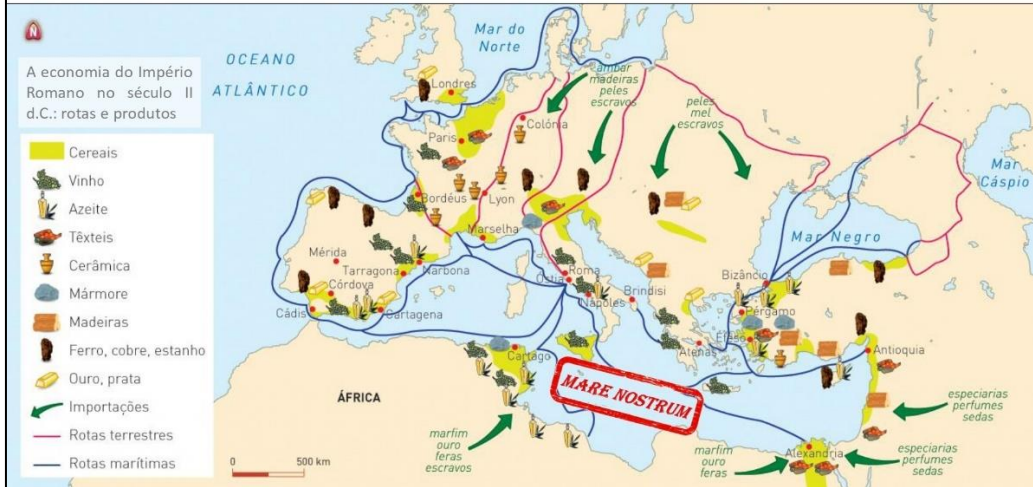 N
A economia do Império
Romano no século II
d.C.: rotas e produtos
Cereais
Vinho
Azeite
Têxteis
Cerâmica
Mármore
Madeiras
Ferro, cobre, estanho
Ouro, prata
Importações
Rotas terrestres
Rotas marítimas
OCEANO
ATLÂNTICO
Mar do
Norte
Londres
âmbar
madeiras
peles
escravos
peles
mel
escravos
Colónia
Paris
Mar
Cáspio
Bordéus
Lyon
Marselha
Mar Negro
Mérida
Tarragona
Narbona
Córdova
Cádis
Cartagena
Roma
Óstia
Nápoles
Brindisi
Bizâncio
Pérgamo
Éfeso
Atenas
Antioquia
Cartago
MARE NOSTRUM
ÁFRICA
marfim
ouro
feras
escravos
marfim
ouro
feras
Alexandria
especiarias
perfumes
sedas
especiarias
perfumes
sedas
0 500 km